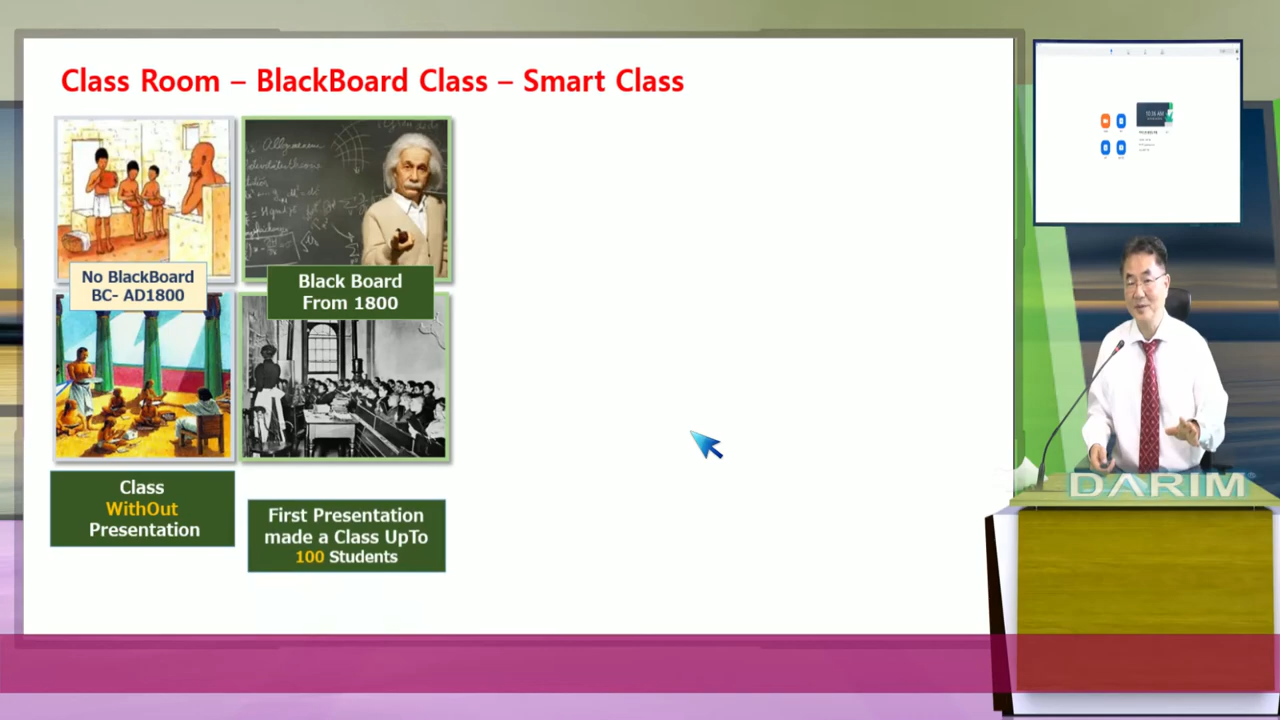 Class Room – BlackBoard Class – Smart Class
No BlackBoard
BC- AD1800
Black Board
From 1800
Class
WithOut
Presentation
First Presentation
made a Class UpTo
100 Students
DARIM